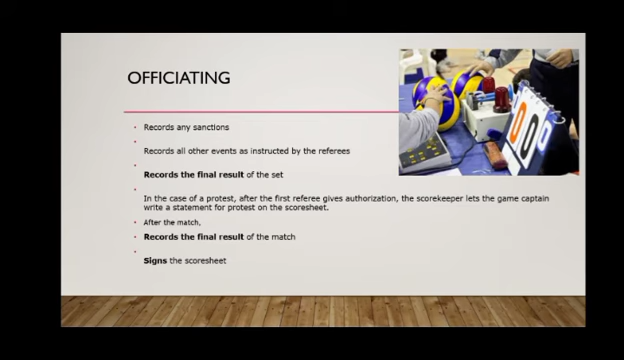 OFFICIATING
Records any sanctions
Records all other events as instructed by the referees
Records the final result of the set
In the case of a protest, after the first referee gives authorization, the scorekeeper lets the game captain
write a statement for protest on the scoresheet.
After the match,
Records the final result of the match
Signs the scoresheet
0 0